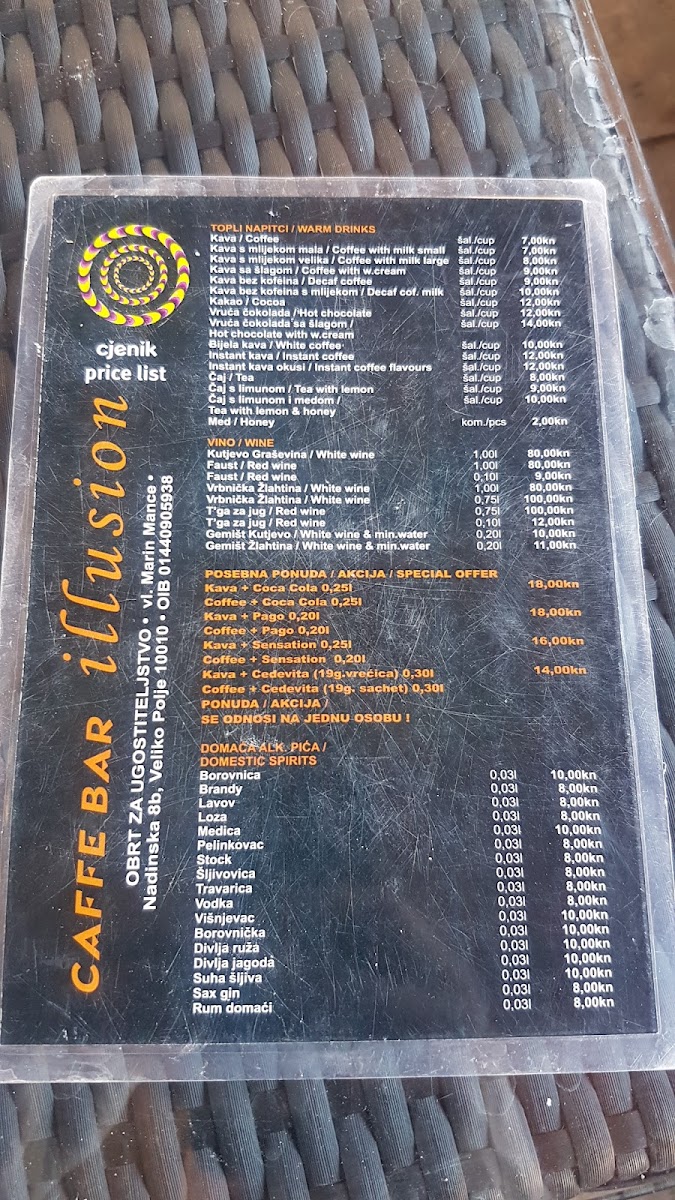 cjenik
price list
CAFFE BAR illusion
OBRT ZA UGOSTITELJSTVO • vl. Marin Mance •
Nadinska 8b, Veliko Polje 10010 • OIB 01440905938
TOPLI NAPITCI / WARM DRINKS
Kava / Coffee šal./cup 7,00kn
Kava s mlijekom mala / Coffee with milk small šal./cup 7,00kn
Kava s mlijekom velika / Coffee with milk large šal./cup 8,00kn
Kava sa šlagom / Coffee with w.cream šal./cup 9,00kn
Kava bez kofeina / Decaf coffee šal./cup 9,00kn
Kava bez kofeina s mlijekom / Decaf cof. milk šal./cup 10,00kn
Kakao / Cocoa šal./cup 12,00kn
Vruća čokolada / Hot chocolate šal./cup 12,00kn
Vruća čokolada sa šlagom / šal./cup 14,00kn
Hot chocolate with w.cream
Bijela kava / White coffee šal./cup 10,00kn
Instant kava / Instant coffee šal./cup 12,00kn
Instant kava okusi / Instant coffee flavours šal./cup 12,00kn
Čaj / Tea šal./cup 8,00kn
Čaj s limunom / Tea with lemon šal./cup 9,00kn
Čaj s limunom i medom / šal./cup 10,00kn
Tea with lemon & honey
Med / Honey kom./pcs 2,00kn
VINO / WINE
Kutjevo Graševina / White wine 1,00l 80,00kn
Faust / Red wine 1,00l 80,00kn
Faust / Red wine 0,10l 9,00kn
Vrbnička Žlahtina / White wine 1,00l 80,00kn
Vrbnička Žlahtina / White wine 0,75l 100,00kn
T'ga za jug / Red wine 0,75l 100,00kn
T'ga za jug / Red wine 0,10l 12,00kn
Gemišt Kutjevo / White wine & min.water 0,20l 10,00kn
Gemišt Žlahtina / White wine & min.water 0,20l 11,00kn
POSEBNA PONUDA / AKCIJA / SPECIAL OFFER
Kava + Coca Cola 0,25l 18,00kn
Coffee + Coca Cola 0,25l
Kava + Pago 0,20l 18,00kn
Coffee + Pago 0,20l
Kava + Sensation 0,25l 16,00kn
Coffee + Sensation 0,20l
Kava + Cedevita (19g.vrećica) 0,30l 14,00kn
Coffee + Cedevita (19g. sachet) 0,30l
PONUDA / AKCIJA /
SE ODNOSI NA JEDNU OSOBU !
DOMAĆA ALK. PIĆA /
DOMESTIC SPIRITS
Borovnica 0,03l 10,00kn
Brandy 0,03l 8,00kn
Lavov 0,03l 8,00kn
Loza 0,03l 8,00kn
Medica 0,03l 10,00kn
Pelinkovac 0,03l 8,00kn
Stock 0,03l 8,00kn
Šljivovica 0,03l 8,00kn
Travarica 0,03l 8,00kn
Vodka 0,03l 8,00kn
Višnjevac 0,03l 10,00kn
Borovnička 0,03l 10,00kn
Divlja ruža 0,03l 10,00kn
Divlja jagoda 0,03l 10,00kn
Suha šljiva 0,03l 10,00kn
Sax gin 0,03l 8,00kn
Rum domaći 0,03l 8,00kn